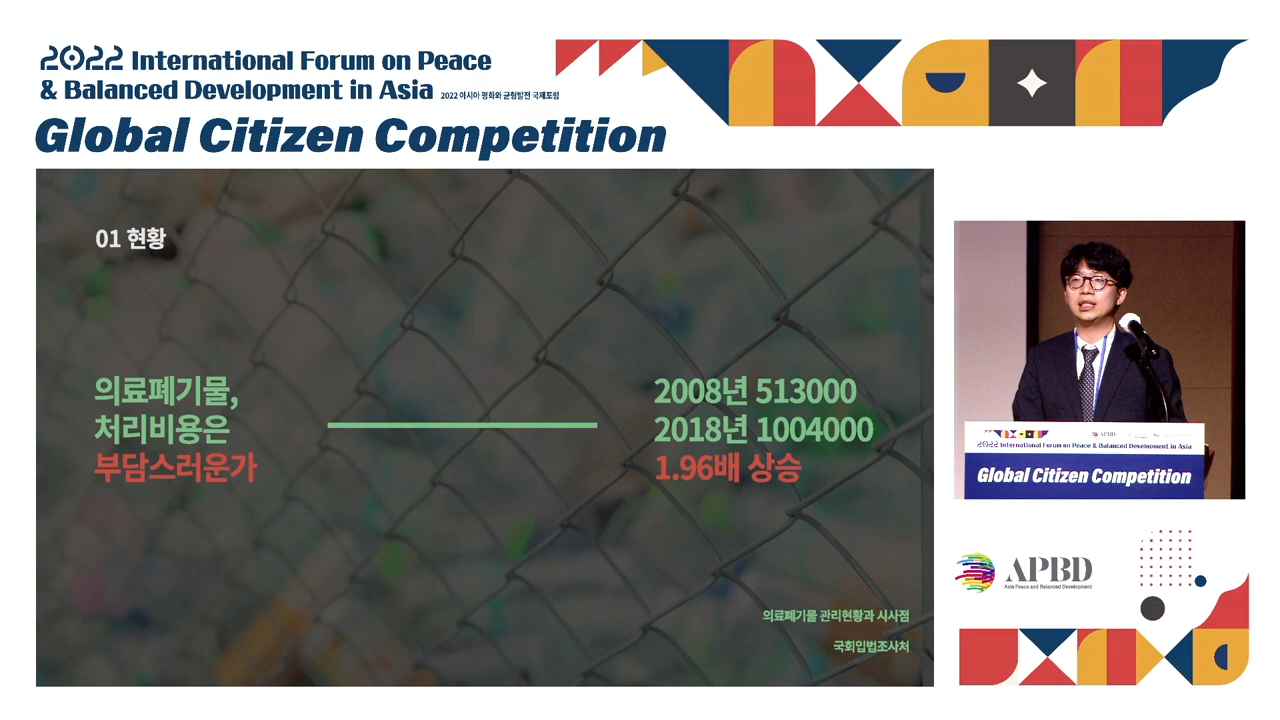 2022 International Forum on Peace
& Balanced Development in Asia 2022 아시아 평화와 균형발전 국제포럼
Global Citizen Competition
01 현황
의료폐기물,
처리비용은
부담스러운가
2008년 513000
2018년 1004000
1.96배 상승
의료폐기물 관리현황과 시사점
국회입법조사처
APBD
2022 International Forum on Peace & Balanced Development in Asia
Global Citizen Competition
APBD
Asia Peace and Balanced Development